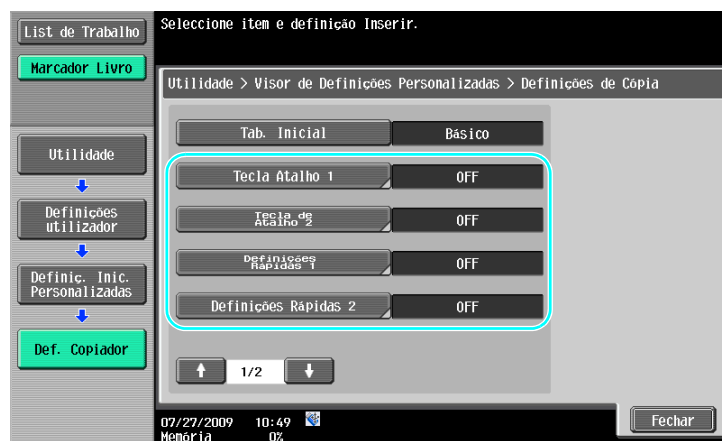 List de Trabalho
Seleccione item e definição Inserir.
Marcador Livro
Utilidade > Visor de Definições Personalizadas > Definições de Cópia
Tab. Inicial Básico
Utilidade
Tecla Atalho 1 OFF
Definições
utilizador
Tecla de
Atalho 2 OFF
Definições
Rápidas 1 OFF
Definiç. Inic.
Personalizadas
Definições Rápidas 2 OFF
Def. Copiador
1/2
07/27/2009 10:49
Memória 0%
Fechar